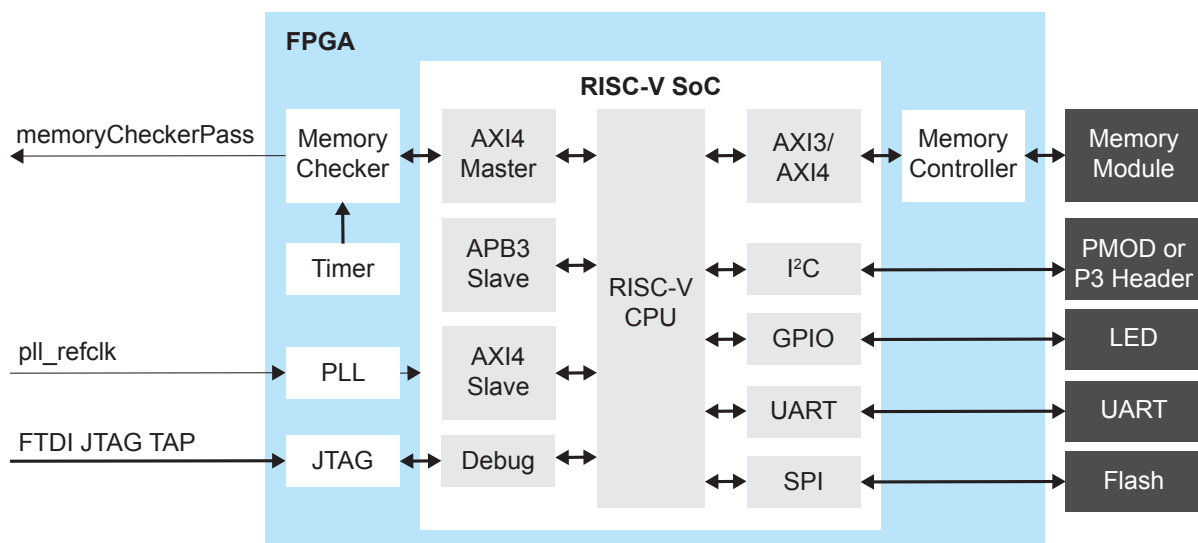 FPGA
RISC-V SoC
memoryCheckerPass
Memory
Checker
AXI4
Master
AXI3/
AXI4
Memory
Controller
Memory
Module
Timer
APB3
Slave
RISC-V
CPU
I²C
PMOD or
P3 Header
GPIO
LED
pll_refclk
PLL
AXI4
Slave
UART
UART
FTDI JTAG TAP
JTAG
Debug
SPI
Flash